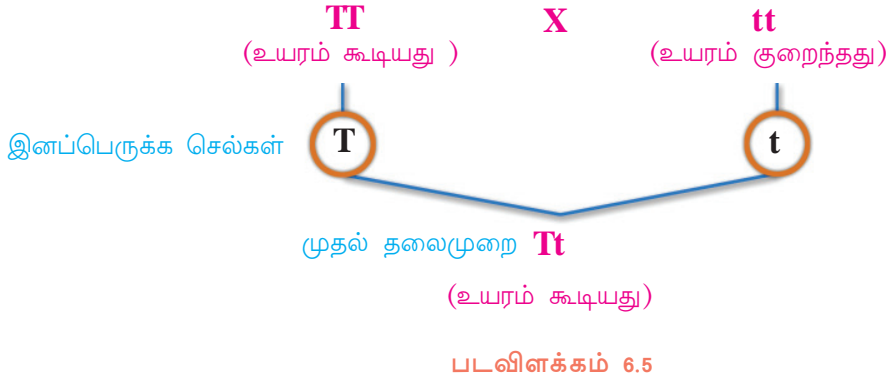 TT X tt
(உயரம் கூடியது ) (உயரம் குறைந்தது)
இனப்பெருக்க செல்கள் T t
முதல் தலைமுறை Tt
(உயரம் கூடியது)
படவிளக்கம் 6.5